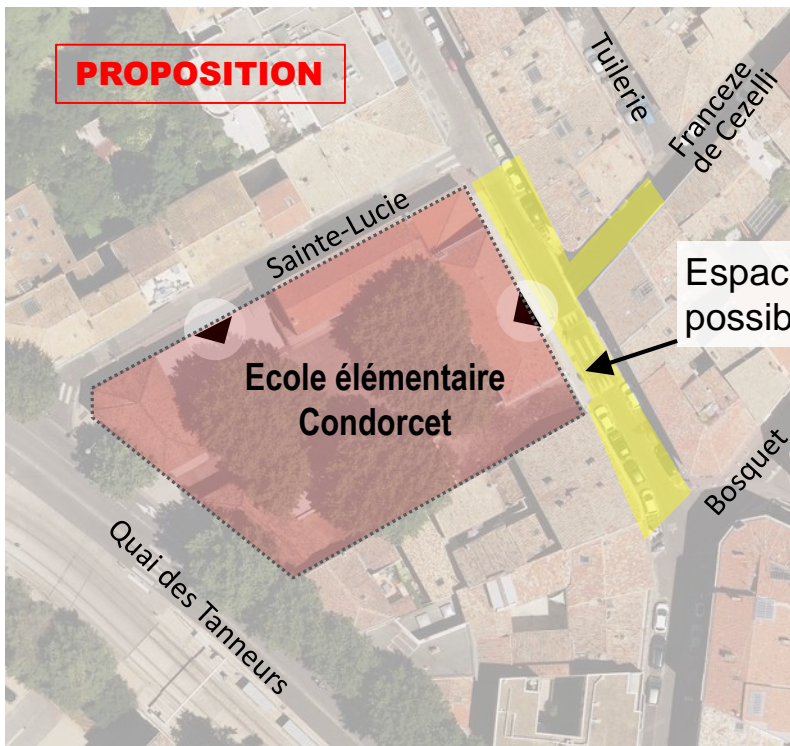 PROPOSITION
Tuilerie
Franceze
de Cezelli
Sainte-Lucie
Espac
possib
Ecole élémentaire
Condorcet
Bosquet
Quai des Tanneurs